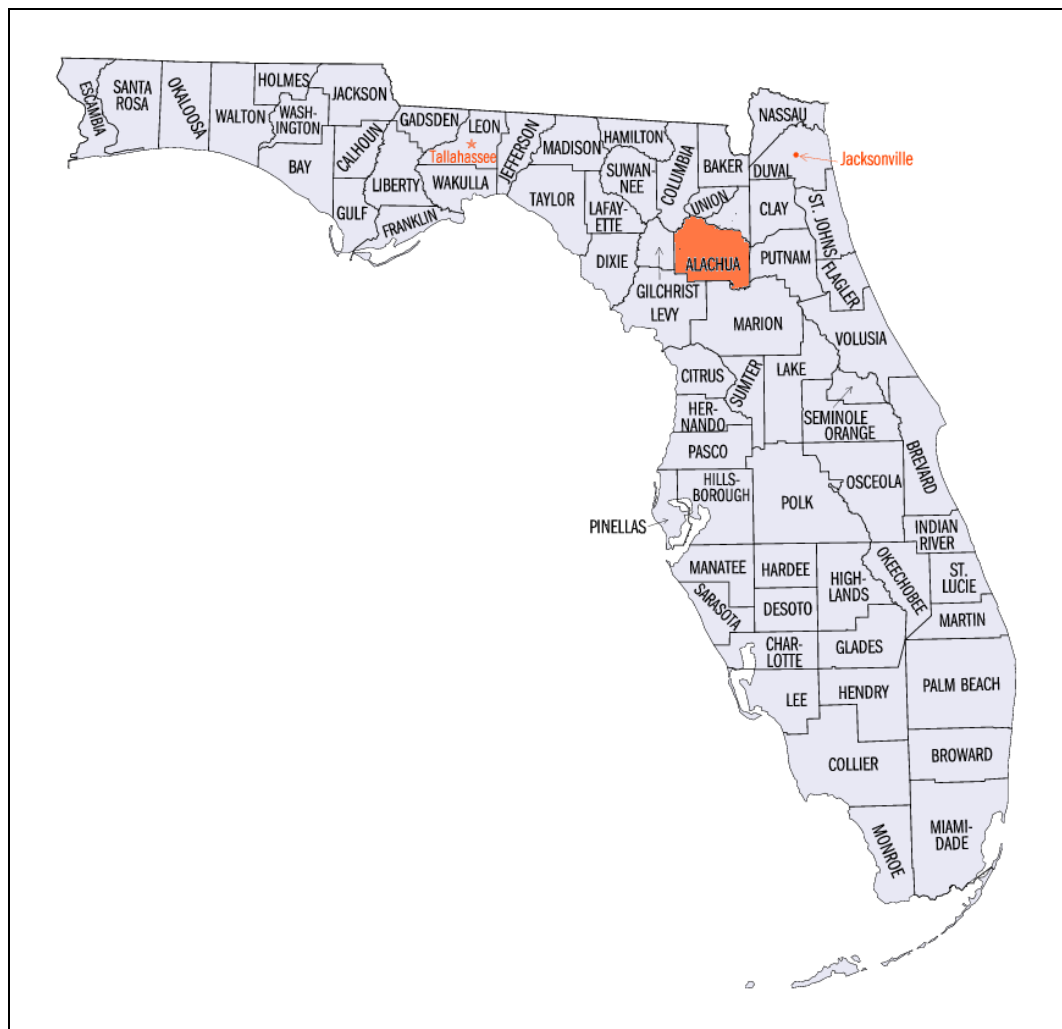 ESCAMBIA
SANTA
ROSA
OKALOOSA
WALTON
HOLMES
WASH-
INGTON
JACKSON
BAY
CALHOUN
GULF
GADSDEN
LIBERTY
FRANKLIN
LEON
Tallahassee
WAKULLA
JEFFERSON
MADISON
TAYLOR
HAMILTON
SUWAN-
NEE
LAFAY-
ETTE
DIXIE
COLUMBIA
BAKER
UNION
NASSAU
DUVAL
Jacksonville
CLAY
ST. JOHNS
ALACHUA
PUTNAM
FLAGLER
GILCHRIST
LEVY
MARION
VOLUSIA
CITRUS
SUMTER
LAKE
HER-
NANDO
SEMINOLE
ORANGE
PASCO
BREVARD
HILLS-
BOROUGH
OSCEOLA
PINELLAS
POLK
INDIAN
RIVER
MANATEE
HARDEE
HIGH-
LANDS
OKEECHOBEE
ST.
LUCIE
SARASOTA
DESOTO
MARTIN
CHAR-
LOTTE
GLADES
LEE
HENDRY
PALM BEACH
COLLIER
BROWARD
MONROE
MIAMI-
DADE